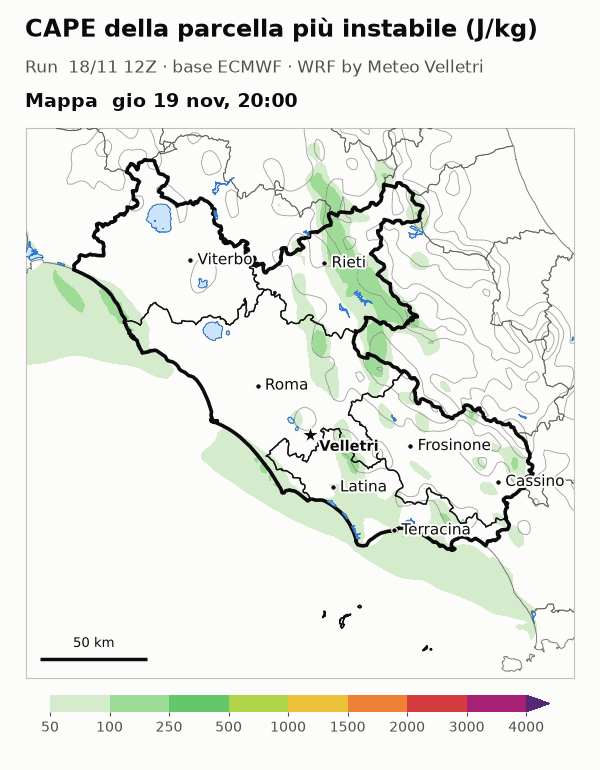 CAPE della parcella più instabile (J/kg)
Run  18/11 12Z · base ECMWF · WRF by Meteo Velletri
Mappa  gio 19 nov, 20:00
Viterbo
Rieti
Roma
Velletri
Frosinone
Latina
Cassino
Terracina
50 km
50 100 250 500 1000 1500 2000 3000 4000